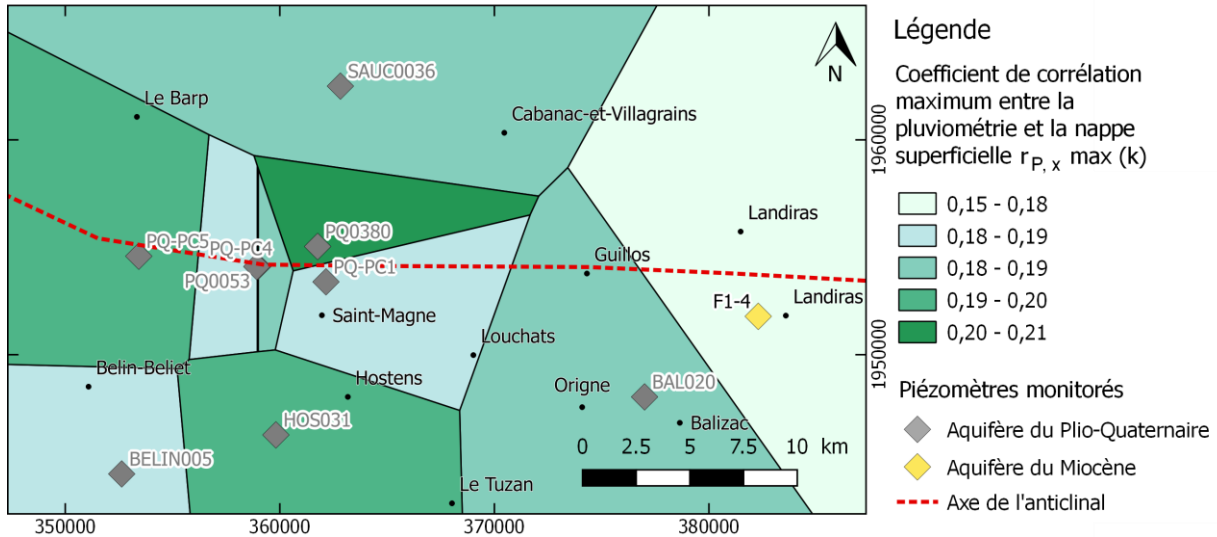 SAUC0036
Le Barp
Cabanac-et-Villagrains
N
1960000
PQ-PC5
PQ-PC4
PQ0380
Landiras
PQ0053
PQ-PC1
Guillos
Saint-Magne
F1-4
Landiras
Louchats
1950000
Belin-Beliet
Hostens
Origne
BAL020
HOS031
Balizac
BELIN005
0 2.5 5 7.5 10 km
Le Tuzan
350000 360000 370000 380000
Légende
Coefficient de corrélation
maximum entre la
pluviométrie et la nappe
superficielle r P, x max (k)
0,15 - 0,18
0,18 - 0,19
0,18 - 0,19
0,19 - 0,20
0,20 - 0,21
Piézomètres monitorés
Aquifère du Plio-Quaternaire
Aquifère du Miocène
Axe de l'anticlinal